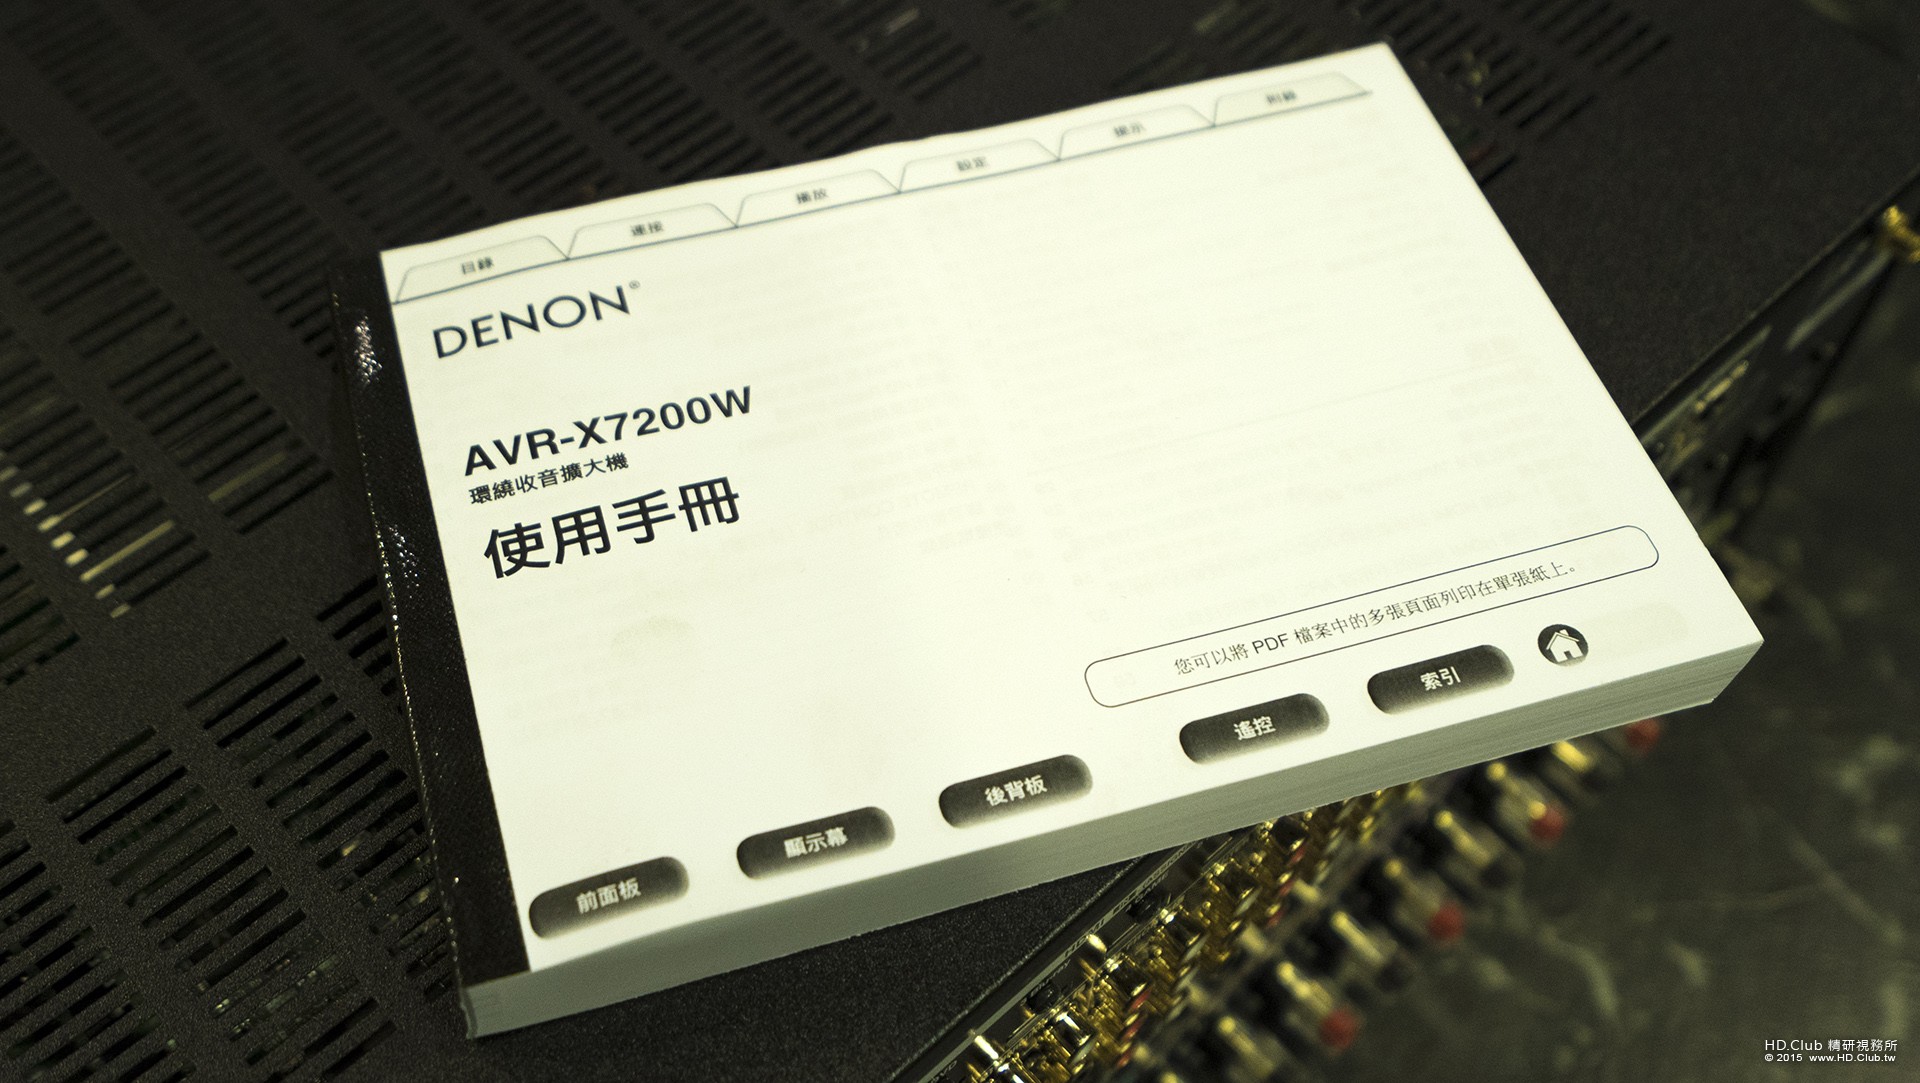 目錄
連接
播放
設定
提示
附錄
DENON®
AVR-X7200W
環繞收音擴大機
使用手冊
您可以將 PDF 檔案中的多張頁面列印在單張紙上。
前面板
顯示幕
後背板
遙控
索引
HD.Club 精研視務所
© 2015 www.HD.Club.tw